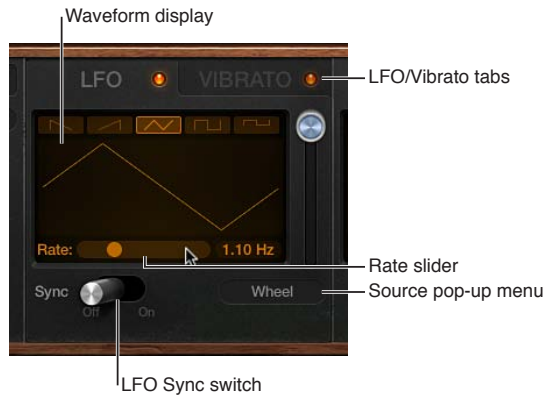 Waveform display
LFO
VIBRATO
LFO/Vibrato tabs
Rate:
1.10 Hz
Rate slider
Sync
Off
On
Wheel
Source pop-up menu
LFO Sync switch